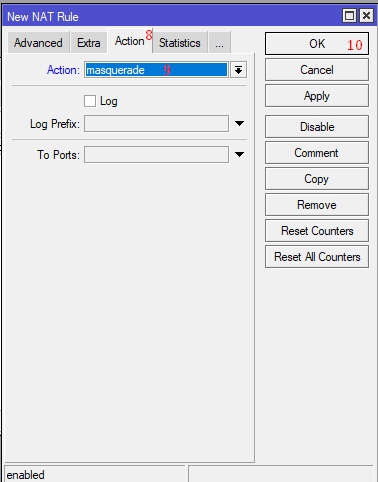 New NAT Rule
Advanced Extra Action 8 Statistics ...
OK 10
Action: masquerade 9
Cancel
Log
Apply
Log Prefix:
Disable
To Ports:
Comment
Copy
Remove
Reset Counters
Reset All Counters
enabled